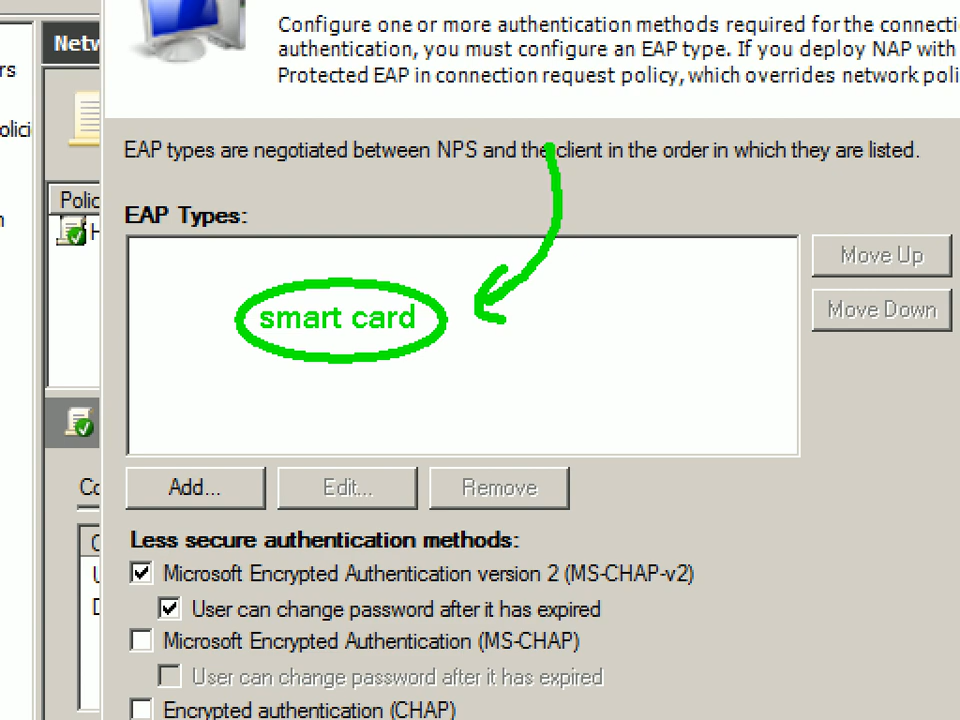 Configure one or more authentication methods required for the
authentication, you must configure an EAP type. If you deploy NAP with
Protected EAP in connection request policy, which overrides network
Netw
EAP types are negotiated between NPS and the client in the order in which they are listed.
Polic
EAP Types:
smart card
Move Up
Move Down
Add...
Edit...
Remove
Less secure authentication methods:
Microsoft Encrypted Authentication version 2 (MS-CHAP-v2)
User can change password after it has expired
Microsoft Encrypted Authentication (MS-CHAP)
User can change password after it has expired
Encrypted authentication (CHAP)